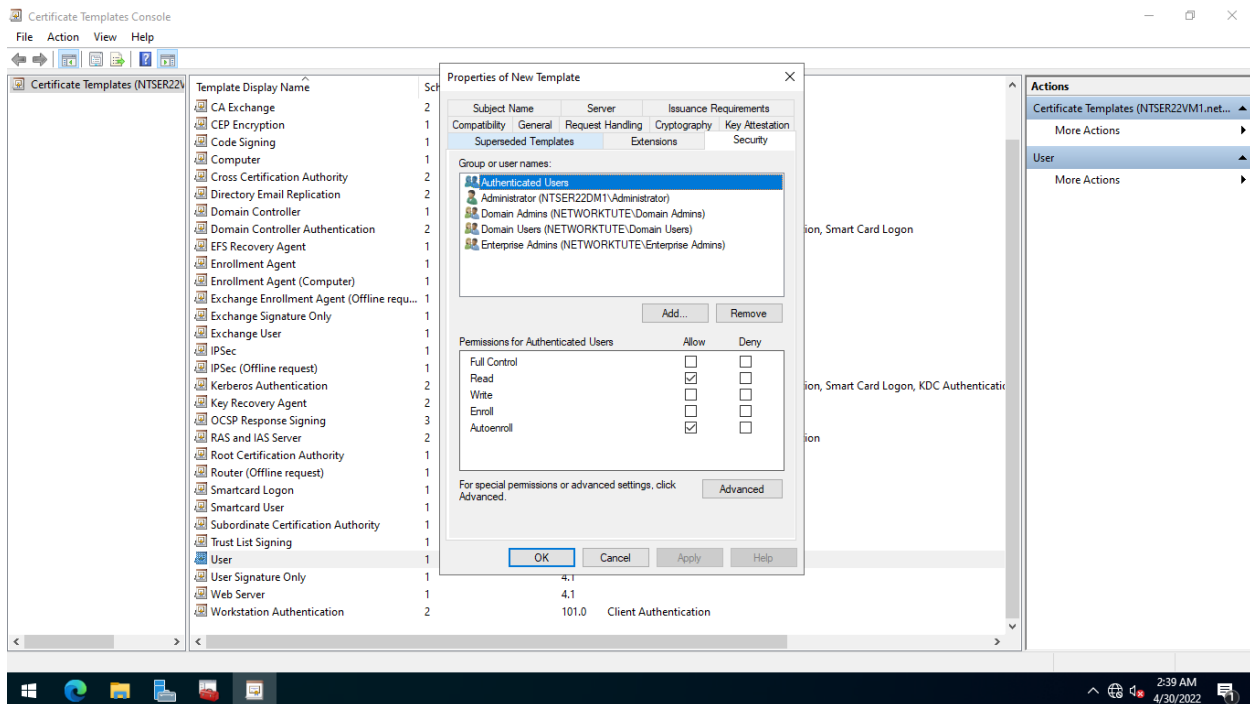 Certificate Templates Console
File Action View Help
Certificate Templates (NTSER22V
Template Display Name Sch
CA Exchange 2
CEP Encryption 1
Code Signing 1
Computer 1
Cross Certification Authority 2
Directory Email Replication 2
Domain Controller 1
Domain Controller Authentication 2 ion, Smart Card Logon
EFS Recovery Agent 1
Enrollment Agent 1
Enrollment Agent (Computer) 1
Exchange Enrollment Agent (Offline requ... 1
Exchange Signature Only 1
Exchange User 1
IPSec 1
IPSec (Offline request) 1
Kerberos Authentication 2 ion, Smart Card Logon, KDC Authenticatic
Key Recovery Agent 2
OCSP Response Signing 3
RAS and IAS Server 2 ion
Root Certification Authority 1
Router (Offline request) 1
Smartcard Logon 1
Smartcard User 1
Subordinate Certification Authority 1
Trust List Signing 1
User 1
User Signature Only 1 4.1
Web Server 1 4.1
Workstation Authentication 2 101.0 Client Authentication
Properties of New Template
Subject Name Server Issuance Requirements
Compatibility General Request Handling Cryptography Key Attestation
Superseded Templates Extensions Security
Group or user names:
Authenticated Users
Administrator (NTSER22DM1\Administrator)
Domain Admins (NETWORKTUTE\Domain Admins)
Domain Users (NETWORKTUTE\Domain Users)
Enterprise Admins (NETWORKTUTE\Enterprise Admins)
Add... Remove
Permissions for Authenticated Users Allow Deny
Full Control
Read
Write
Enroll
Autoenroll
For special permissions or advanced settings, click
Advanced.
Advanced
OK Cancel Apply Help
Actions
Certificate Templates (NTSER22VM1.net...
More Actions
User
More Actions
2:39 AM
4/30/2022
1